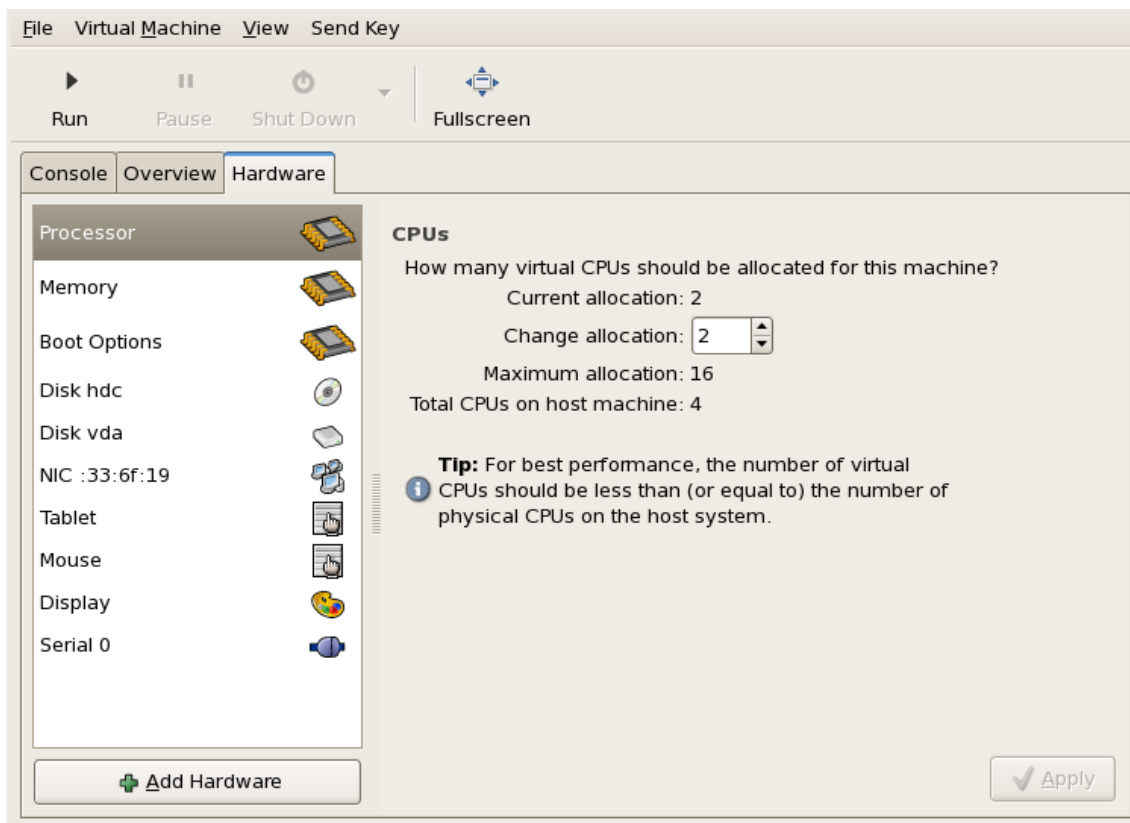 File Virtual Machine View Send Key
Run Pause Shut Down Fullscreen
Console Overview Hardware
Processor
Memory
Boot Options
Disk hdc
Disk vda
NIC :33:6f:19
Tablet
Mouse
Display
Serial 0
Add Hardware
CPUs
How many virtual CPUs should be allocated for this machine?
Current allocation: 2
Change allocation: 2
Maximum allocation: 16
Total CPUs on host machine: 4
Tip: For best performance, the number of virtual
CPUs should be less than (or equal to) the number of
physical CPUs on the host system.
Apply